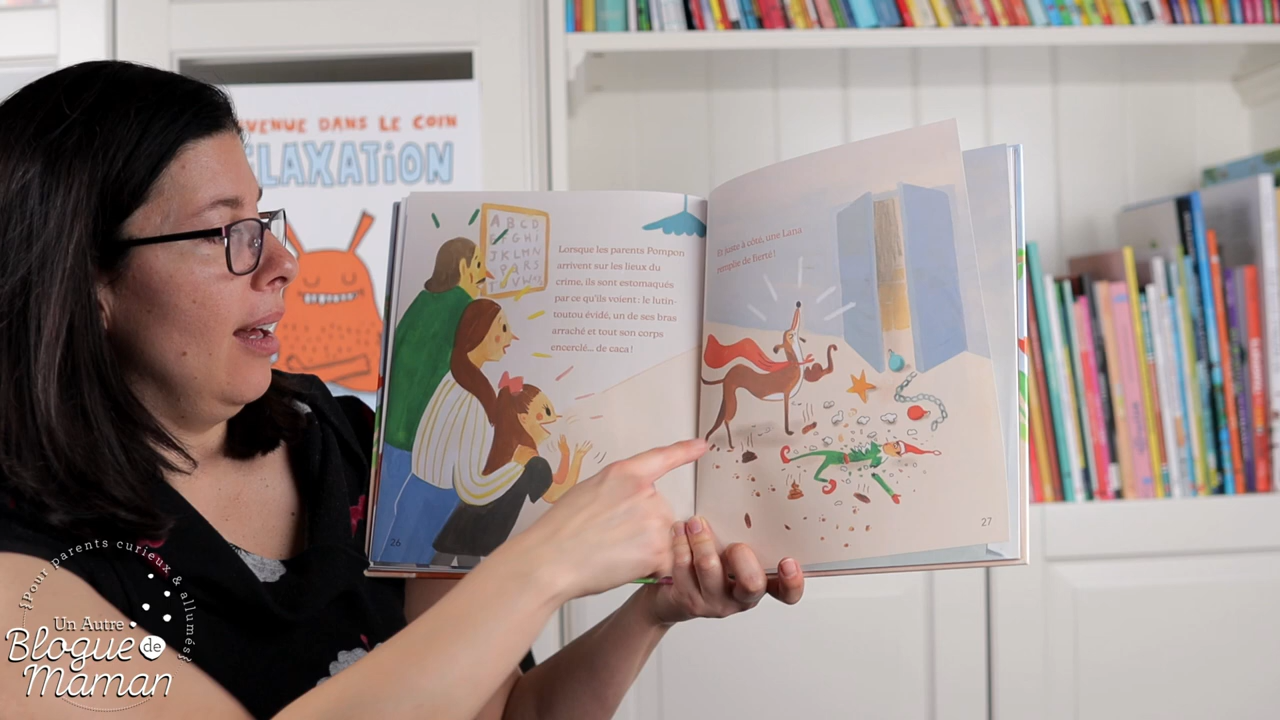 VENUE DANS LE COIN
ELAXATION
A B C D
E F G H I
J K L M N
T U V W
Lorsque les parents Pompon
arrivent sur les lieux du
crime, ils sont estomaqués
par ce qu'ils voient : le lutin-
toutou évidé, un de ses bras
arraché et tout son corps
encerclé... de caca !
26
Et juste à côté, une Lana
remplie de fierté !
27
{Pour parents curieux & allumés}
Un Autre
Blogue de
Maman